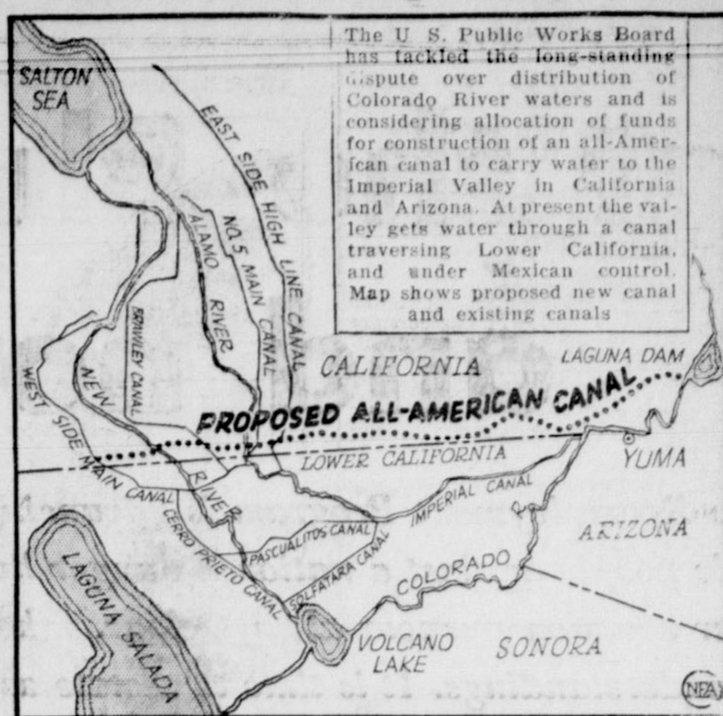 The U S. Public Works Board
has tackled the long-standing
dispute over distribution of
Colorado River waters and is
considering allocation of funds
for construction of an all-Amer-
ican canal to carry water to the
Imperial Valley in California
and Arizona. At present the val-
ley gets water through a canal
traversing Lower California,
and under Mexican control.
Map shows proposed new canal
and existing canals
SALTON
SEA
EAST SIDE HIGH LINE CANAL
NO. 5 MAIN CANAL
ALAMO RIVER
BRAWLEY CANAL
NEW RIVER
WEST SIDE MAIN CANAL
CALIFORNIA
LAGUNA DAM
PROPOSED ALL-AMERICAN CANAL
LOWER CALIFORNIA
YUMA
IMPERIAL CANAL
ARIZONA
CERRO PRIETO CANAL
PASCUALITOS CANAL
SOLFATARA CANAL
COLORADO
LAGUNA SALADA
VOLCANO
LAKE
SONORA
NEA